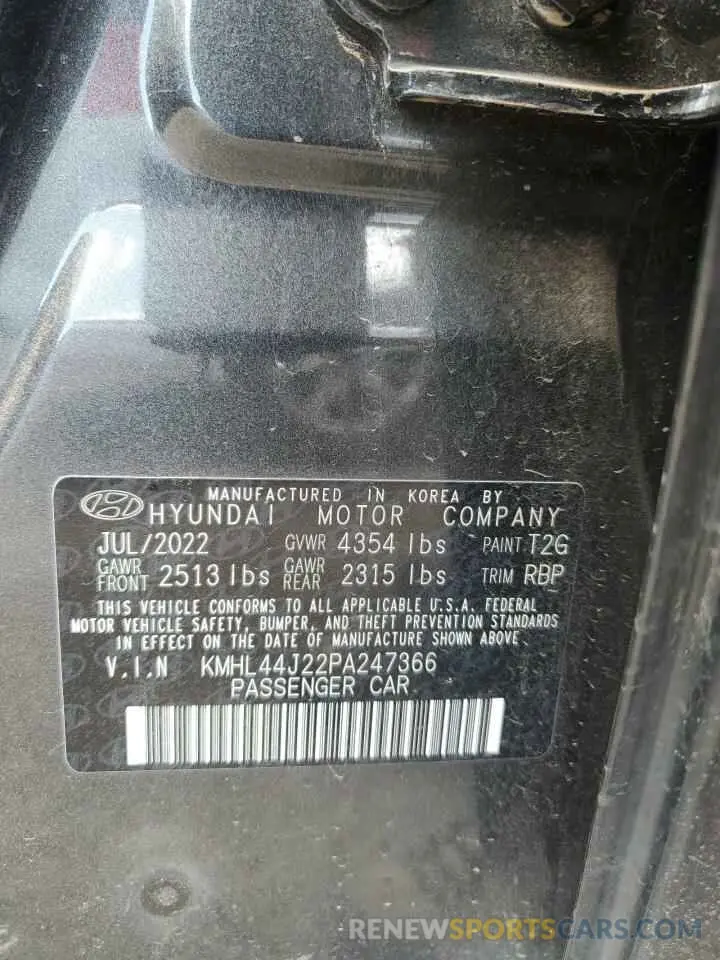 MANUFACTURED IN KOREA BY
HYUNDAI MOTOR COMPANY
JUL/2022 GVWR 4354 lbs PAINT T2G
GAWR FRONT 2513 lbs GAWR REAR 2315 lbs TRIM RBP
THIS VEHICLE CONFORMS TO ALL APPLICABLE U.S.A. FEDERAL
MOTOR VEHICLE SAFETY, BUMPER, AND THEFT PREVENTION STANDARDS
IN EFFECT ON THE DATE OF MANUFACTURE SHOWN ABOVE
V.I.N KMHL44J22PA247366
PASSENGER CAR
RENEWSPORTSCARS.COM